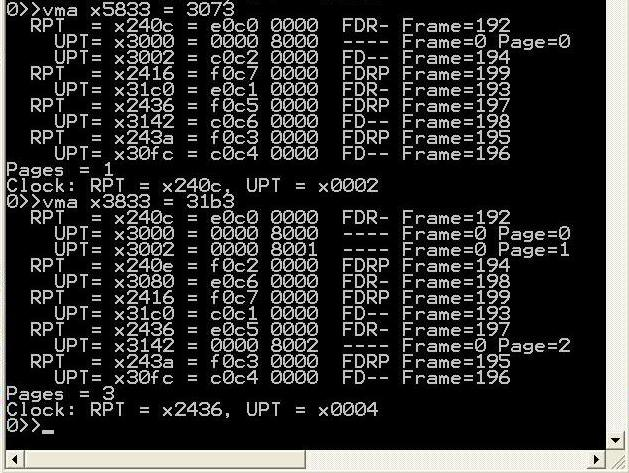 0>>vma x5833 = 3073
RPT = x240c = e0c0 0000 FDR- Frame=192
UPT= x3000 = 0000 8000 ---- Frame=0 Page=0
UPT= x3002 = c0c2 0000 FD-- Frame=194
RPT = x2416 = f0c7 0000 FDRP Frame=199
UPT= x31c0 = e0c1 0000 FDR- Frame=193
RPT = x2436 = f0c5 0000 FDRP Frame=197
UPT= x3142 = c0c6 0000 FD-- Frame=198
RPT = x243a = f0c3 0000 FDRP Frame=195
UPT= x30fc = c0c4 0000 FD-- Frame=196
Pages = 1
Clock: RPT = x240c, UPT = x0002
0>>vma x3833 = 31b3
RPT = x240c = e0c0 0000 FDR- Frame=192
UPT= x3000 = 0000 8000 ---- Frame=0 Page=0
UPT= x3002 = 0000 8001 ---- Frame=0 Page=1
RPT = x240e = f0c2 0000 FDRP Frame=194
UPT= x3080 = e0c6 0000 FDR- Frame=198
RPT = x2416 = f0c7 0000 FDRP Frame=199
UPT= x31c0 = c0c1 0000 FD-- Frame=193
RPT = x2436 = e0c5 0000 FDR- Frame=197
UPT= x3142 = 0000 8002 ---- Frame=0 Page=2
RPT = x243a = f0c3 0000 FDRP Frame=195
UPT= x30fc = c0c4 0000 FD-- Frame=196
Pages = 3
Clock: RPT = x2436, UPT = x0004
0>>_